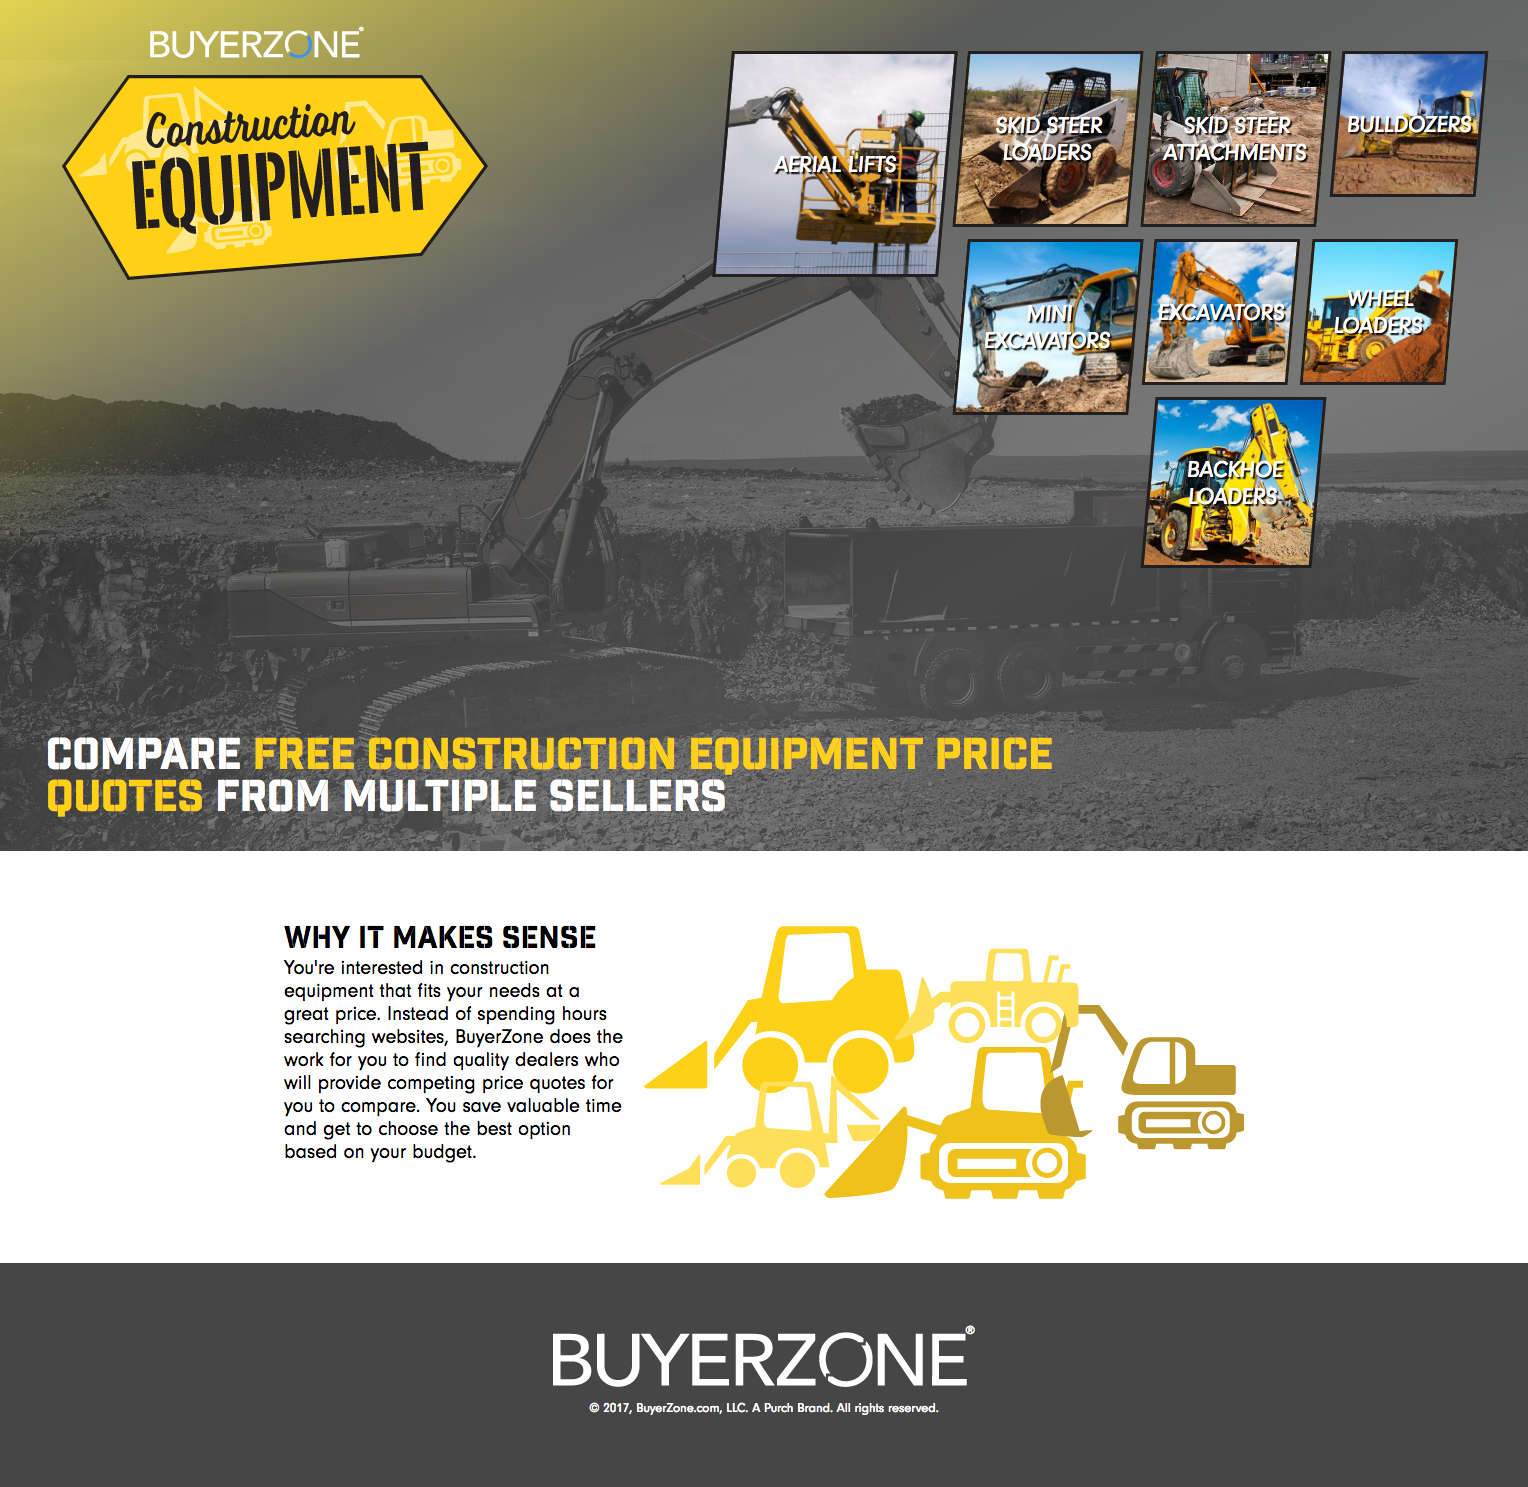 BUYERZONE®
Construction
EQUIPMENT
AERIAL LIFTS
SKID STEER
LOADERS
SKID STEER
ATTACHMENTS
BULLDOZERS
MINI
EXCAVATORS
EXCAVATORS
WHEEL
LOADERS
BACKHOE
LOADERS
COMPARE FREE CONSTRUCTION EQUIPMENT PRICE
QUOTES FROM MULTIPLE SELLERS
WHY IT MAKES SENSE
You're interested in construction
equipment that fits your needs at a
great price. Instead of spending hours
searching websites, BuyerZone does the
work for you to find quality dealers who
will provide competing price quotes for
you to compare. You save valuable time
and get to choose the best option
based on your budget.
BUYERZONE®
© 2017, BuyerZone.com, LLC. A Purch Brand. All rights reserved.